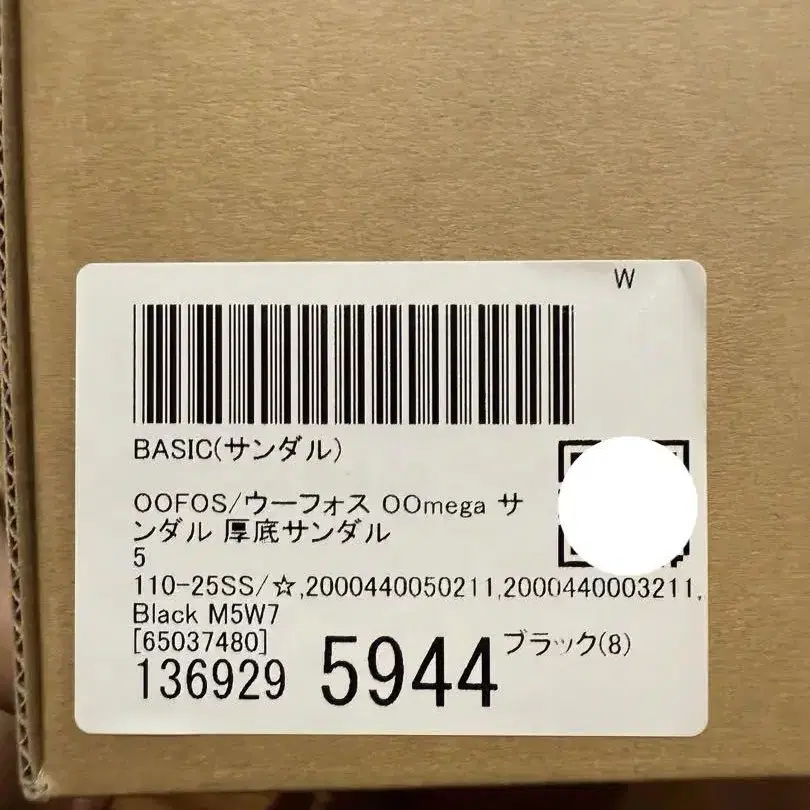 W
BASIC(サンダル)
OOFOS/ウーフォス OOmega サ
ンダル 厚底サンダル
5
110-25SS/☆,2000440050211,2000440003211,
Black M5W7
[65037480]
136929 5944 ブラック(8)